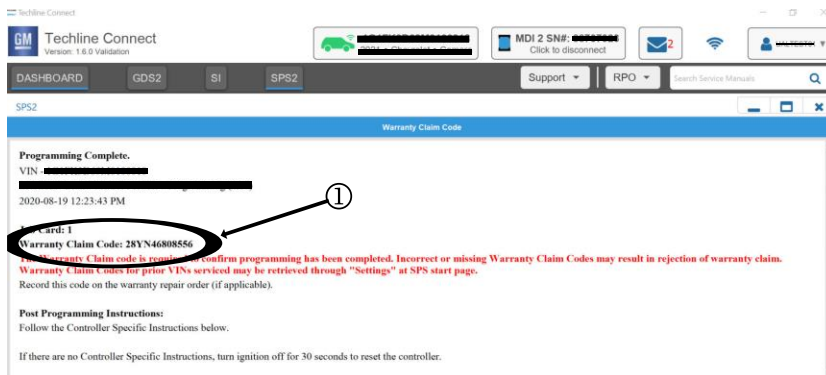 Techline Connect
GM
Techline Connect
Version: 1.6.0 Validation
MDI 2 SN#:
Click to disconnect
2
DASHBOARD GDS2 SI SPS2 Support RPO Search Service Manuals
SPS2
Warranty Claim Code
Programming Complete.
VIN -
2020-08-19 12:23:43 PM
①
Card: 1
Warranty Claim Code: 28YN46808556
The Warranty Claim code is required to confirm programming has been completed. Incorrect or missing Warranty Claim Codes may result in rejection of warranty claim.
Warranty Claim Codes for prior VINs serviced may be retrieved through "Settings" at SPS start page.
Record this code on the warranty repair order (if applicable).
Post Programming Instructions:
Follow the Controller Specific Instructions below.
If there are no Controller Specific Instructions, turn ignition off for 30 seconds to reset the controller.